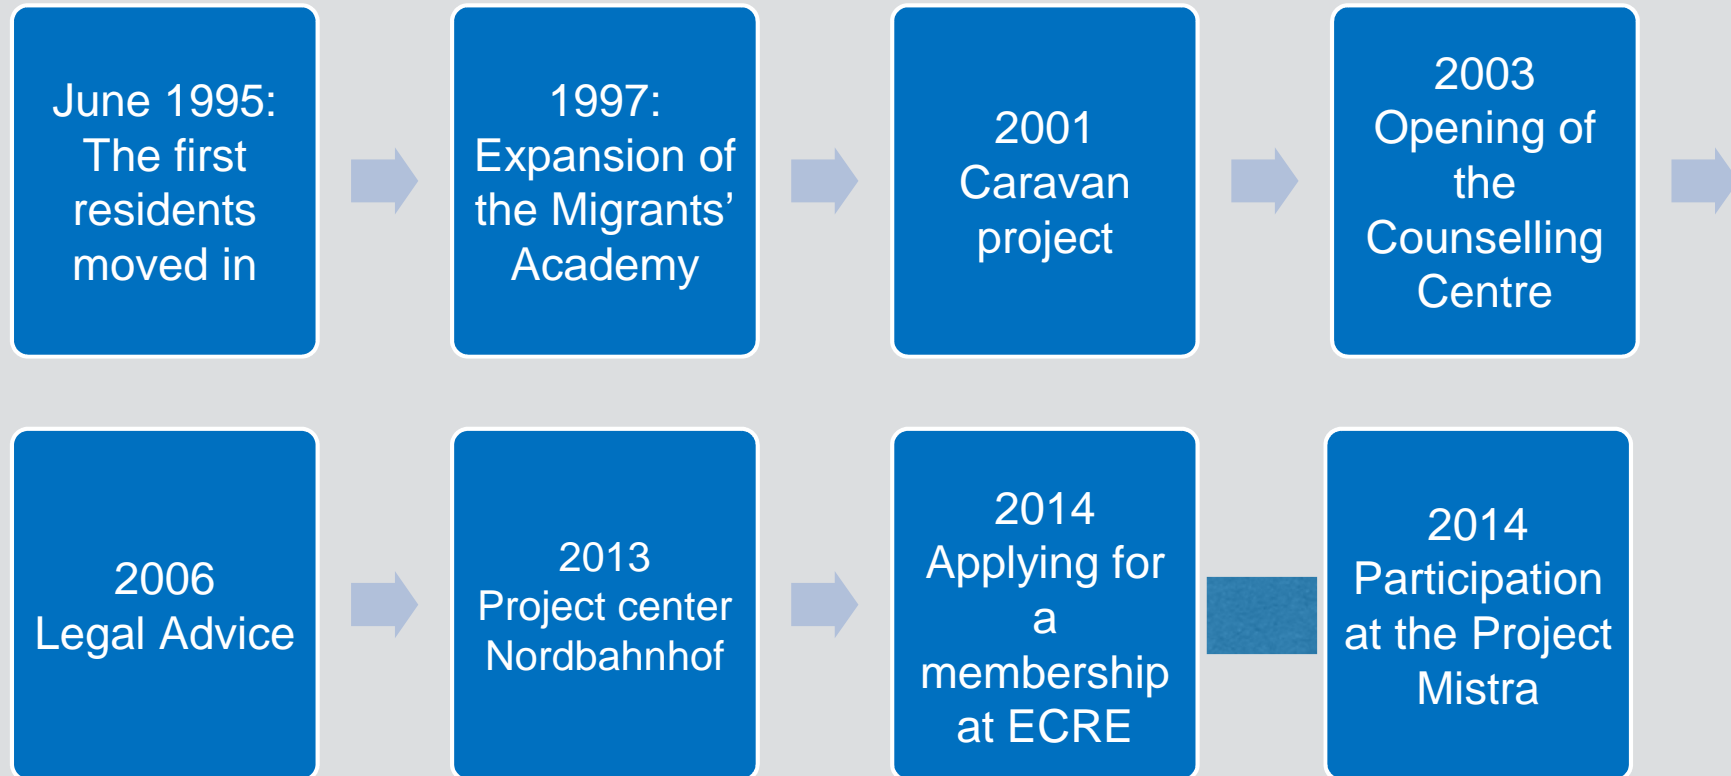 June 1995:
The first
residents
moved in
1997:
Expansion of
the Migrants’
Academy
2001
Caravan
project
2003
Opening of
the
Counselling
Centre
2006
Legal Advice
2013
Project center
Nordbahnhof
2014
Applying for
a
membership
at ECRE
2014
Participation
at the Project
Mistra